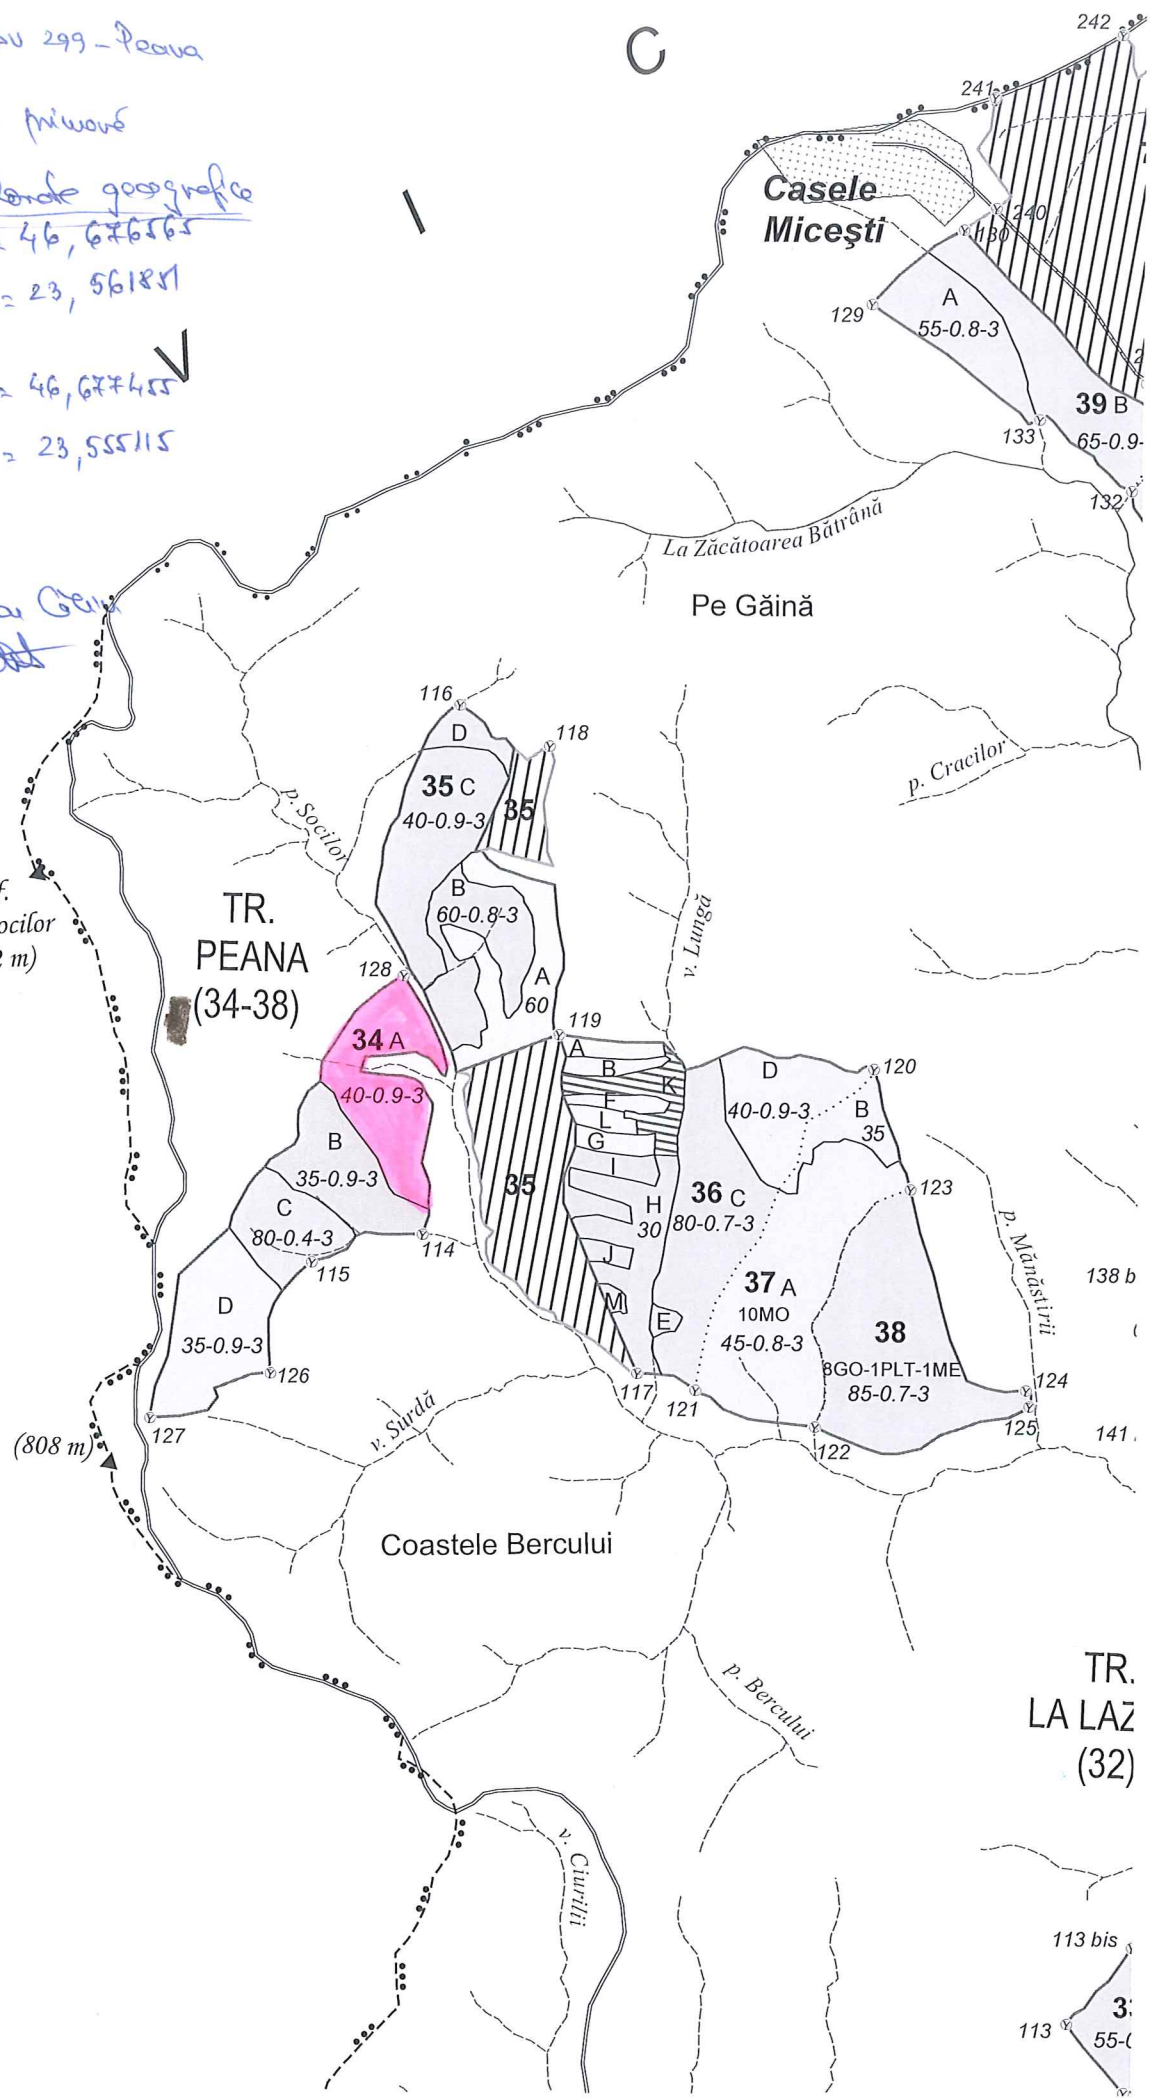 299 - Peana
geografice
46,676565
= 23, 561851
= 46,677455
= 23,555115
C
I
V
242
241
Casele
Miceşti
240
130
129
A
55-0.8-3
39 B
65-0.9-
133
132
La Zăcătoarea Bătrână
Pe Găină
116
D
118
35 C
40-0.9-3
35
p. Cracilor
p. Socilor
B
60-0.8-3
v. Lungă
TR.
PEANA
(34-38)
ocilor
m)
128
A
60
119
34 A
40-0.9-3
A
B
K
F
L
G
I
H
30
J
M
E
D
40-0.9-3
120
B
35
B
35-0.9-3
C
80-0.4-3
114
115
35
36 C
80-0.7-3
123
p. Mănăstirii
138 b
D
35-0.9-3
126
127
37 A
10MO
45-0.8-3
38
8GO-1PLT-1ME
85-0.7-3
124
125
117
121
122
141
(808 m)
v. Surdă
Coastele Bercului
p. Bercului
TR.
LA LAZ
(32)
v. Ciurilii
113 bis
113
55-